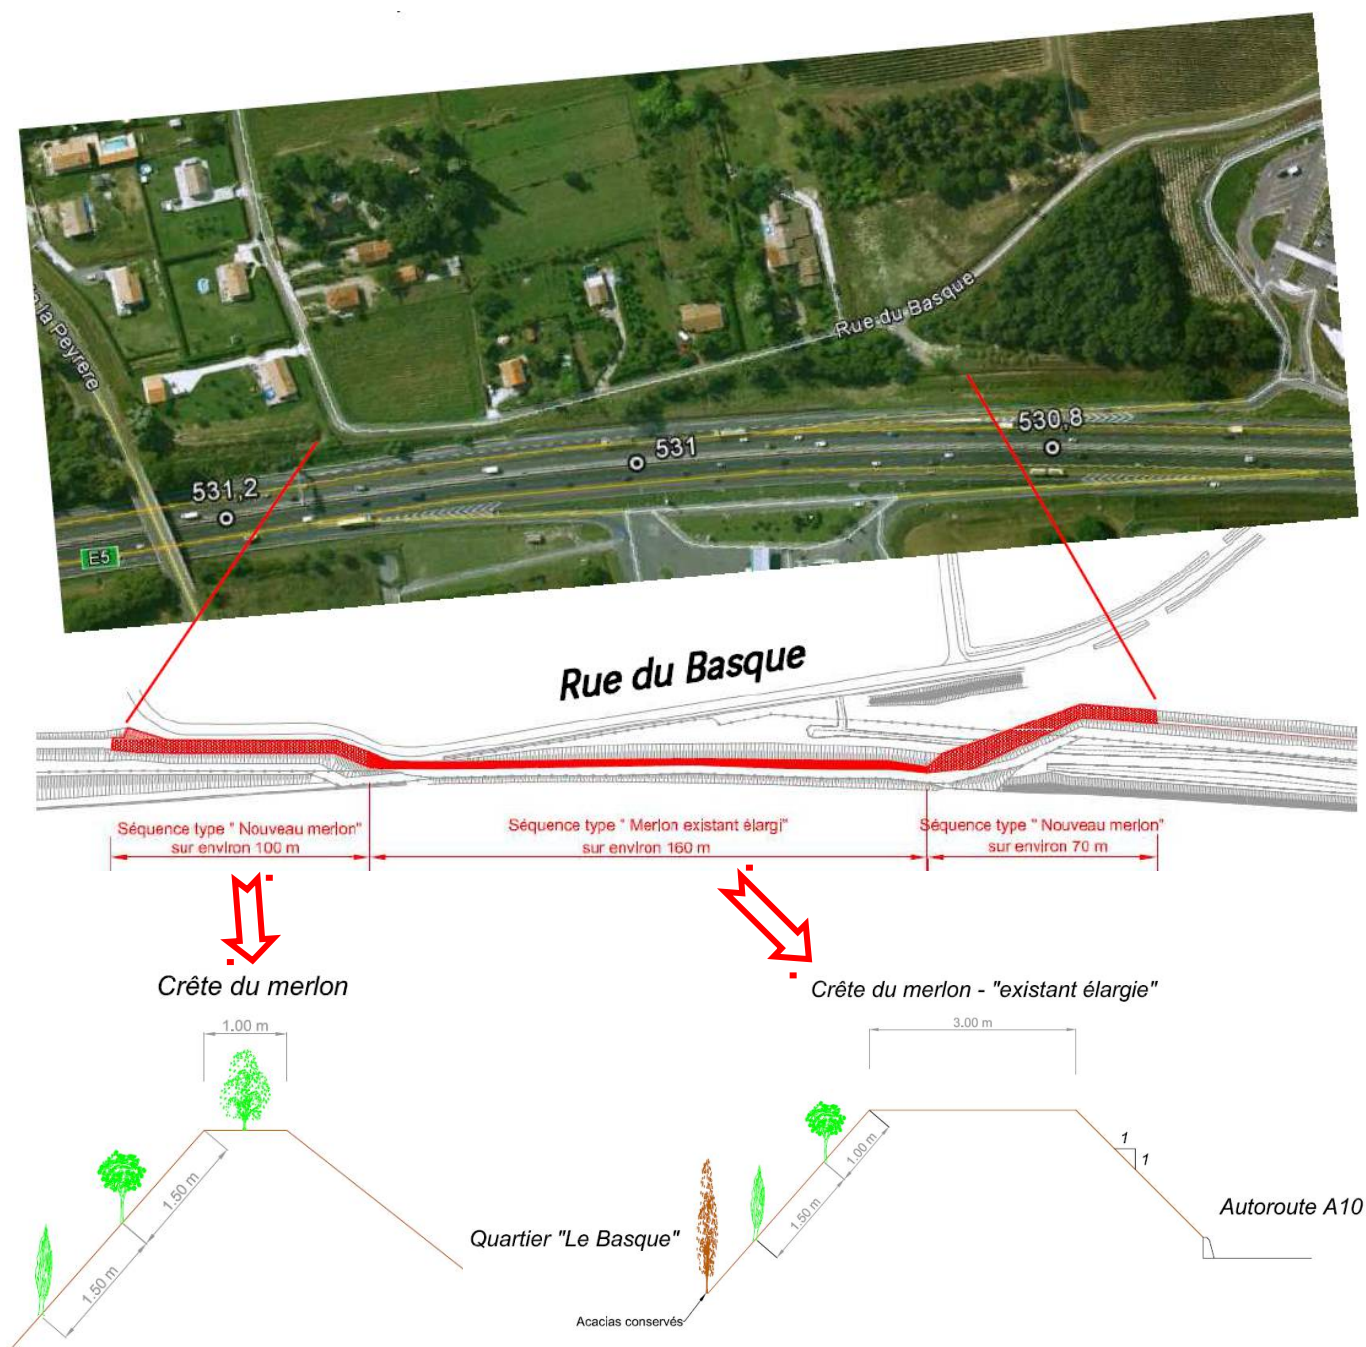 la Peyrere
Rue du Basque
530,8
531
531,2
E5
Rue du Basque
Séquence type " Nouveau merlon"
sur environ 100 m
Séquence type " Merlon existant élargi"
sur environ 160 m
Séquence type " Nouveau merlon"
sur environ 70 m
Crête du merlon
1.00 m
1.50 m
1.50 m
Crête du merlon - "existant élargie"
3.00 m
1.00 m
1.50 m
1
1
Quartier "Le Basque"
Autoroute A10
Acacias conservés